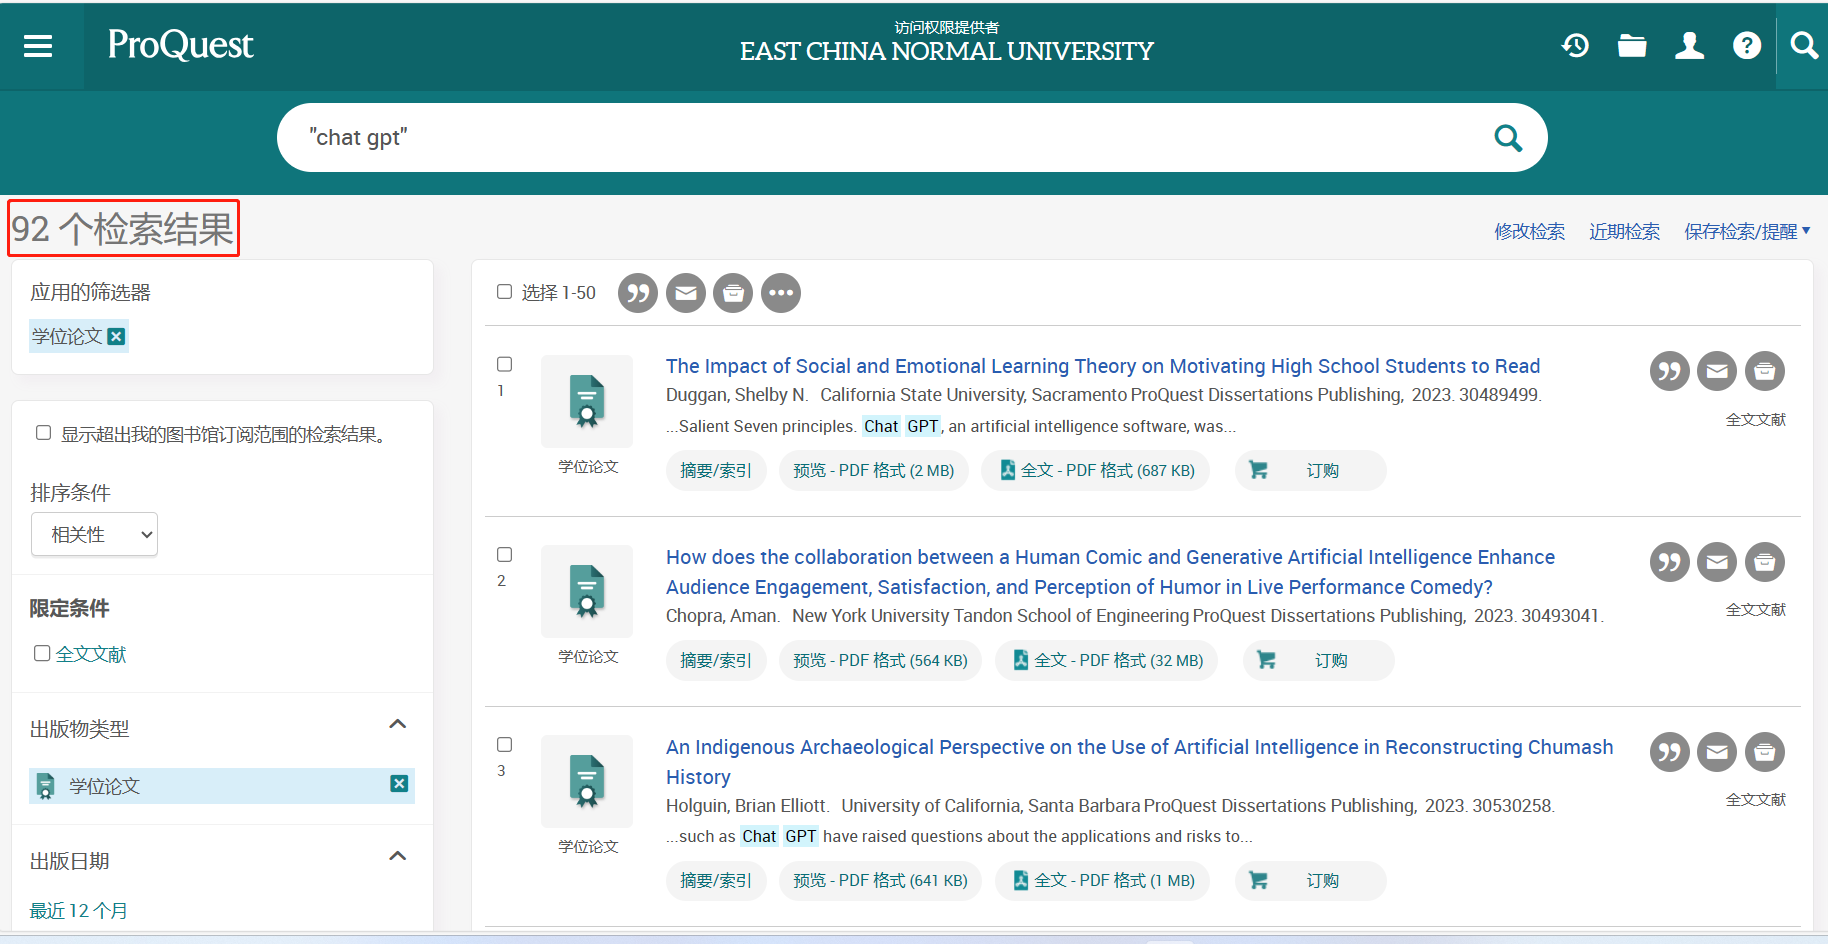 ProQuest
访问权限提供者
EAST CHINA NORMAL UNIVERSITY
"chat gpt"
92 个检索结果
修改检索 近期检索 保存检索/提醒
应用的筛选器
学位论文
显示超出我的图书馆订阅范围的检索结果。
排序条件
相关性
限定条件
全文文献
出版物类型
学位论文
出版日期
最近 12 个月
选择 1-50
1
学位论文
The Impact of Social and Emotional Learning Theory on Motivating High School Students to Read
Duggan, Shelby N. California State University, Sacramento ProQuest Dissertations Publishing, 2023. 30489499.
...Salient Seven principles. Chat GPT, an artificial intelligence software, was...
摘要/索引 预览 - PDF 格式 (2 MB) 全文 - PDF 格式 (687 KB) 订购
全文文献
2
学位论文
How does the collaboration between a Human Comic and Generative Artificial Intelligence Enhance
Audience Engagement, Satisfaction, and Perception of Humor in Live Performance Comedy?
Chopra, Aman. New York University Tandon School of Engineering ProQuest Dissertations Publishing, 2023. 30493041.
摘要/索引 预览 - PDF 格式 (564 KB) 全文 - PDF 格式 (32 MB) 订购
全文文献
3
学位论文
An Indigenous Archaeological Perspective on the Use of Artificial Intelligence in Reconstructing Chumash
History
Holguin, Brian Elliott. University of California, Santa Barbara ProQuest Dissertations Publishing, 2023. 30530258.
...such as Chat GPT have raised questions about the applications and risks to...
摘要/索引 预览 - PDF 格式 (641 KB) 全文 - PDF 格式 (1 MB) 订购
全文文献